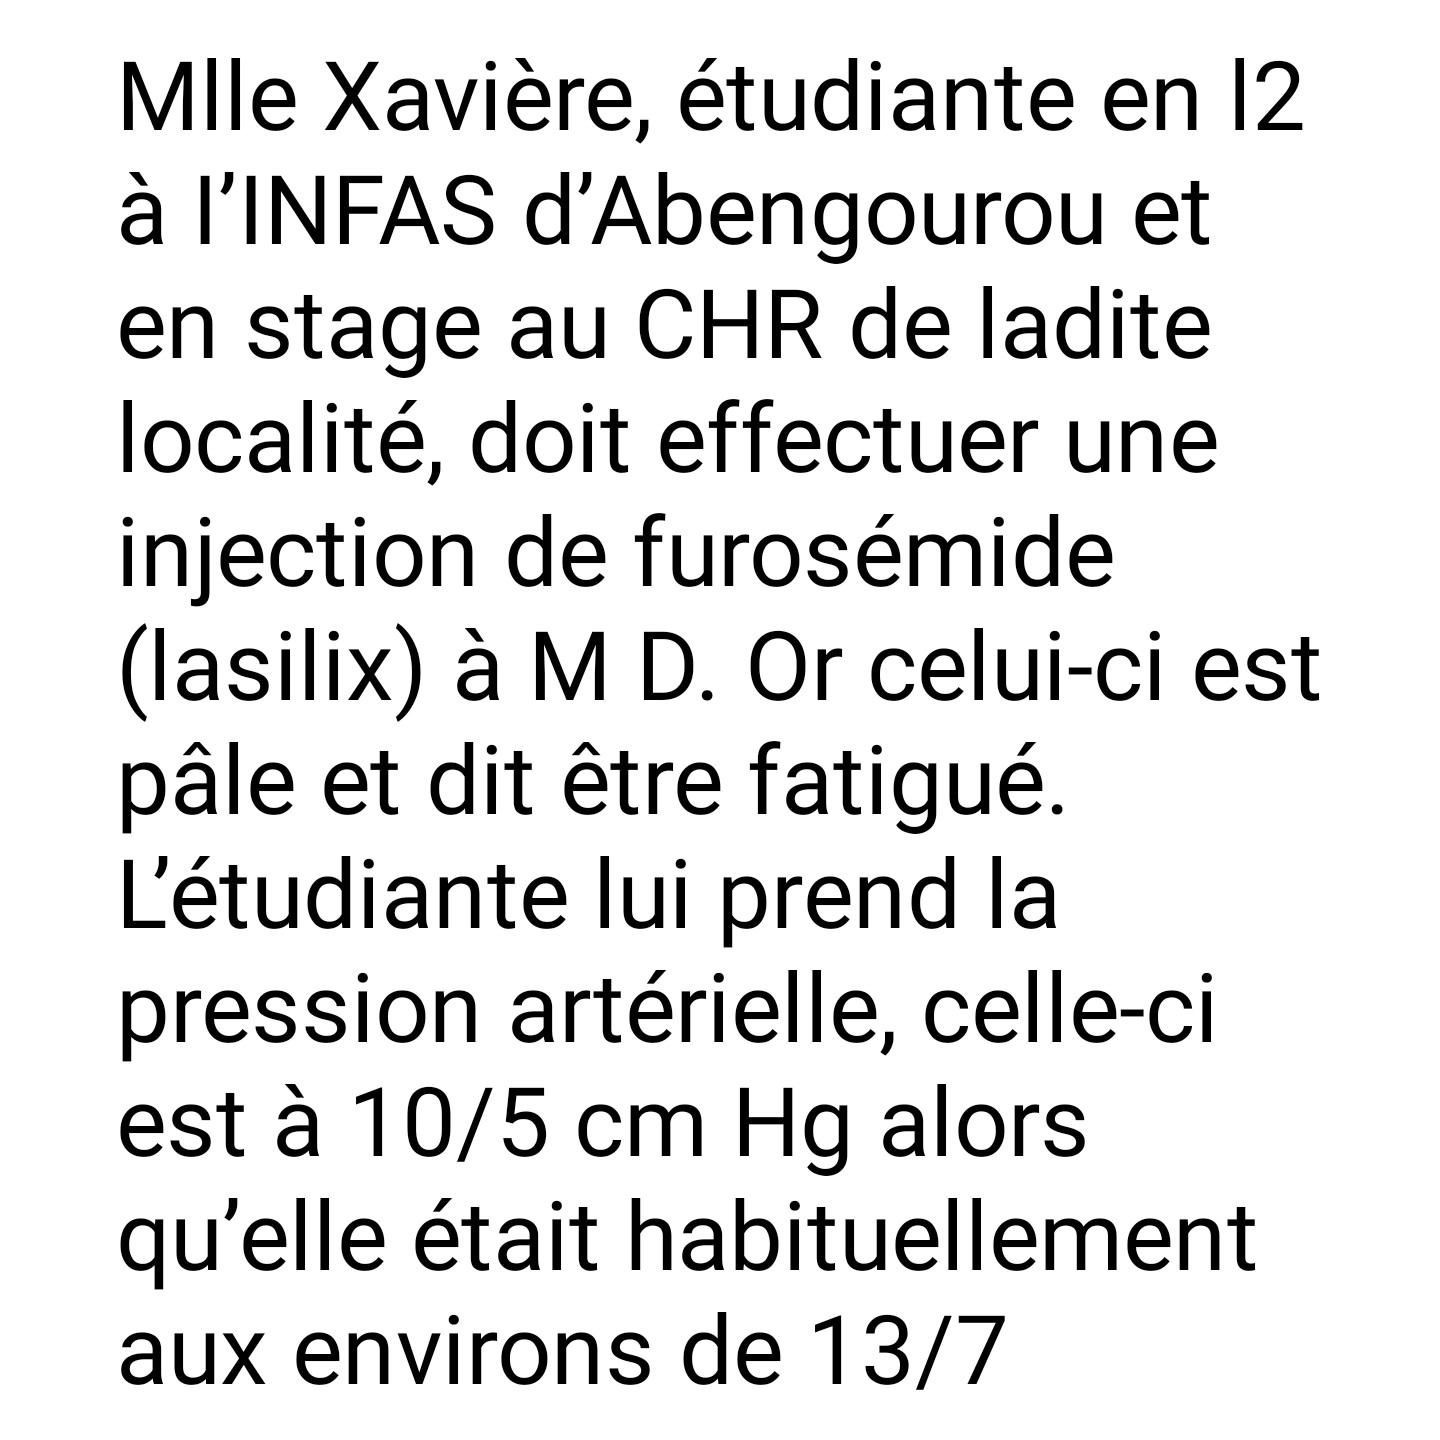 Mlle Xavière, étudiante en l2
à l’INFAS d’Abengourou et
en stage au CHR de ladite
localité, doit effectuer une
injection de furosémide
(lasilix) à M D. Or celui-ci est
pâle et dit être fatigué.
L’étudiante lui prend la
pression artérielle, celle-ci
est à 10/5 cm Hg alors
qu’elle était habituellement
aux environs de 13/7